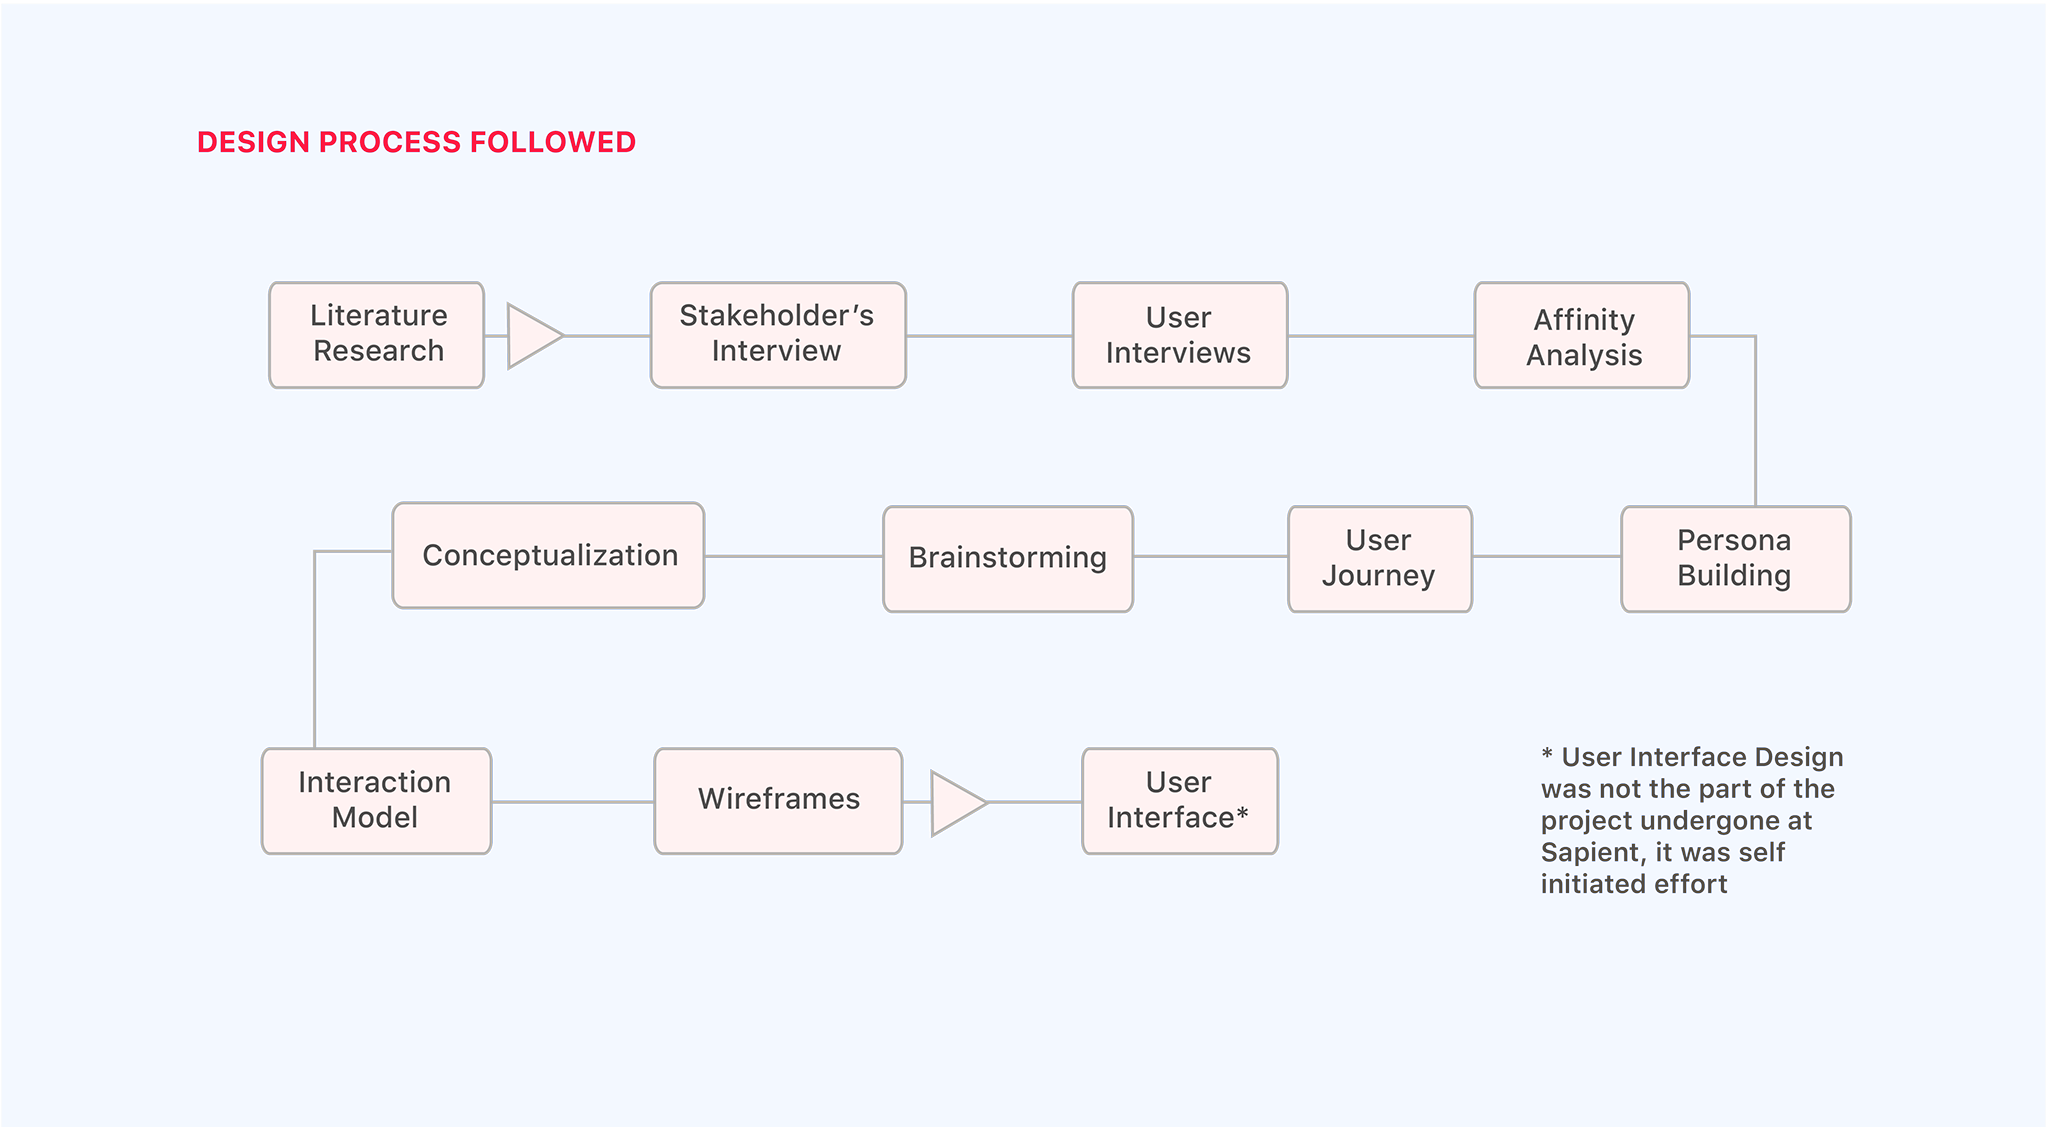 DESIGN PROCESS FOLLOWED
Literature
Research
Stakeholder’s
Interview
User
Interviews
Affinity
Analysis
Conceptualization
Brainstorming
User
Journey
Persona
Building
Interaction
Model
Wireframes
User
Interface*
* User Interface Design
was not the part of the
project undergone at
Sapient, it was self
initiated effort